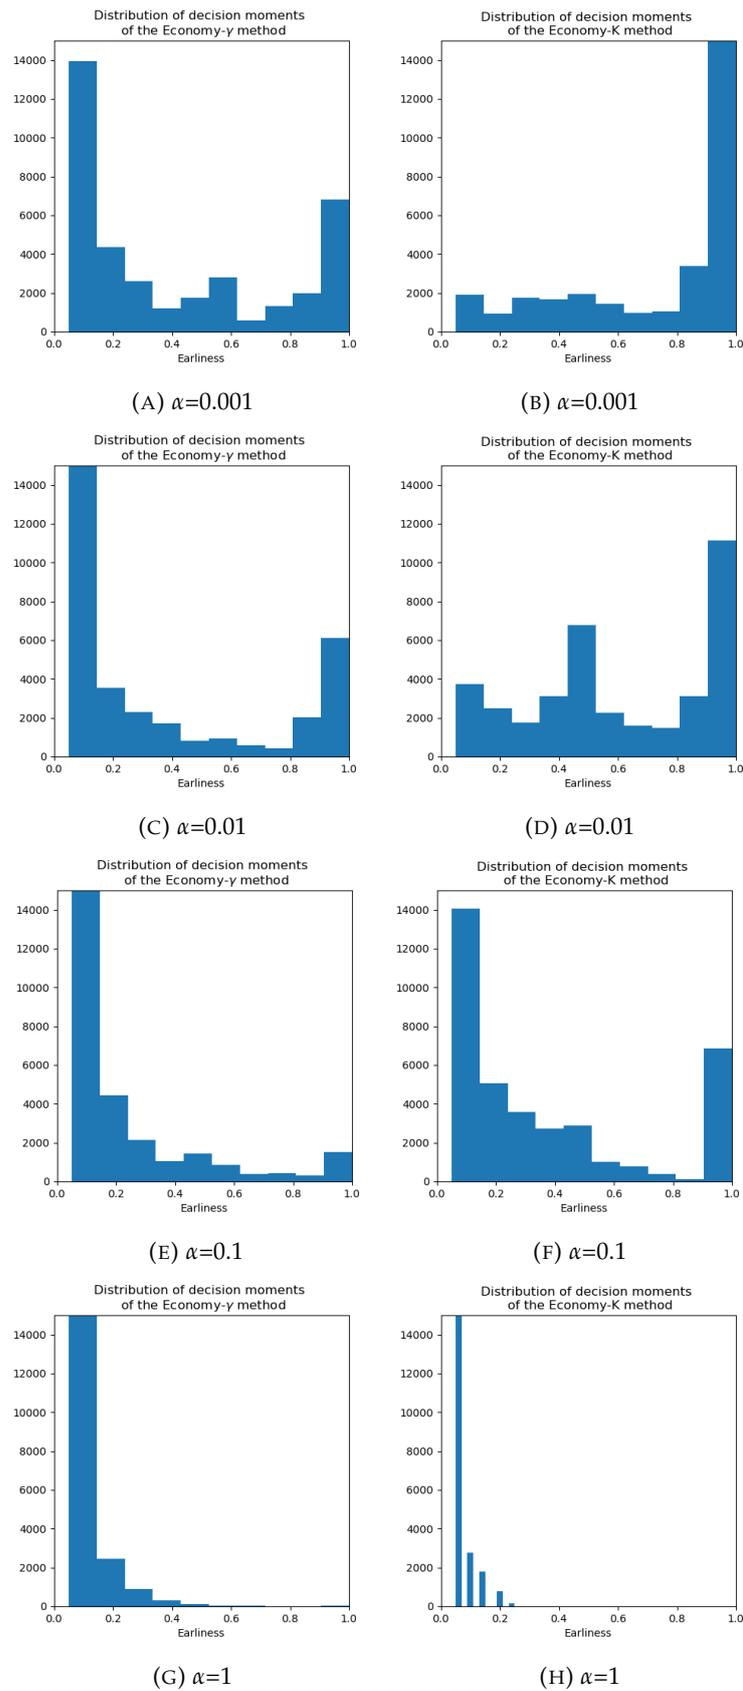 Distribution of decision moments
of the Economy-γ method
14000
12000
10000
8000
6000
4000
2000
0
0.0 0.2 0.4 0.6 0.8 1.0
Earliness
(A) α=0.001
Distribution of decision moments
of the Economy-K method
14000
12000
10000
8000
6000
4000
2000
0
0.0 0.2 0.4 0.6 0.8 1.0
Earliness
(B) α=0.001
Distribution of decision moments
of the Economy-γ method
14000
12000
10000
8000
6000
4000
2000
0
0.0 0.2 0.4 0.6 0.8 1.0
Earliness
(C) α=0.01
Distribution of decision moments
of the Economy-K method
14000
12000
10000
8000
6000
4000
2000
0
0.0 0.2 0.4 0.6 0.8 1.0
Earliness
(D) α=0.01
Distribution of decision moments
of the Economy-γ method
14000
12000
10000
8000
6000
4000
2000
0
0.0 0.2 0.4 0.6 0.8 1.0
Earliness
(E) α=0.1
Distribution of decision moments
of the Economy-K method
14000
12000
10000
8000
6000
4000
2000
0
0.0 0.2 0.4 0.6 0.8 1.0
Earliness
(F) α=0.1
Distribution of decision moments
of the Economy-γ method
14000
12000
10000
8000
6000
4000
2000
0
0.0 0.2 0.4 0.6 0.8 1.0
Earliness
(G) α=1
Distribution of decision moments
of the Economy-K method
14000
12000
10000
8000
6000
4000
2000
0
0.0 0.2 0.4 0.6 0.8 1.0
Earliness
(H) α=1